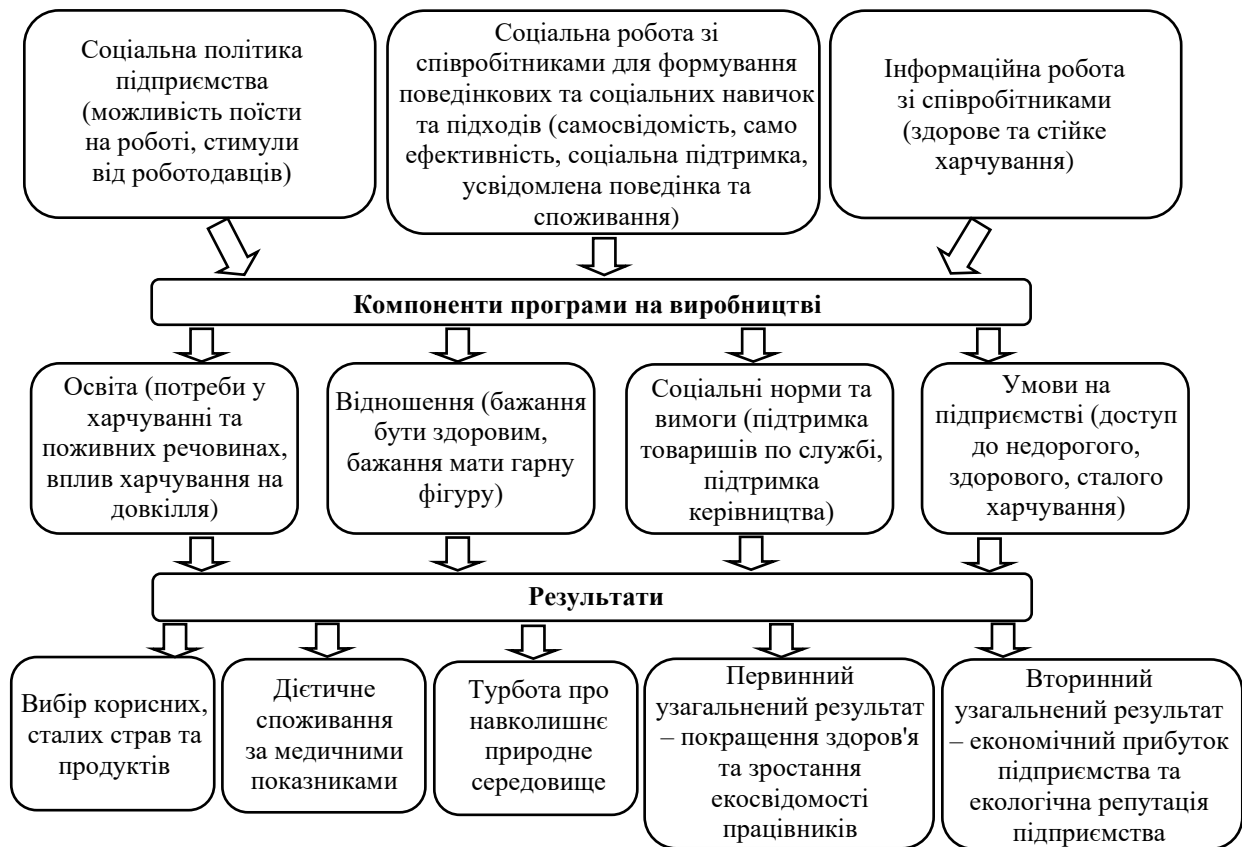 Соціальна політика
підприємства
(можливість поїсти
на роботі, стимули
від роботодавців)
Соціальна робота зі
співробітниками для формування
поведінкових та соціальних навичок
та підходів (самосвідомість, само
ефективність, соціальна підтримка,
усвідомлена поведінка та
споживання)
Інформаційна робота
зі співробітниками
(здорове та стійке
харчування)
Компоненти програми на виробництві
Освіта (потреби у
харчуванні та
поживних речовинах,
вплив харчування на
довкілля)
Відношення (бажання
бути здоровим,
бажання мати гарну
фігуру)
Соціальні норми та
вимоги (підтримка
товаришів по службі,
підтримка
керівництва)
Умови на
підприємстві (доступ
до недорогого,
здорового, сталого
харчування)
Результати
Вибір корисних,
сталих страв та
продуктів
Дієтичне
споживання
за медичними
показниками
Турбота про
навколишнє
природне
середовище
Первинний
узагальнений результат
– покращення здоров'я
та зростання
екосвідомості
працівників
Вторинний
узагальнений результат
– економічний прибуток
підприємства та
екологічна репутація
підприємства